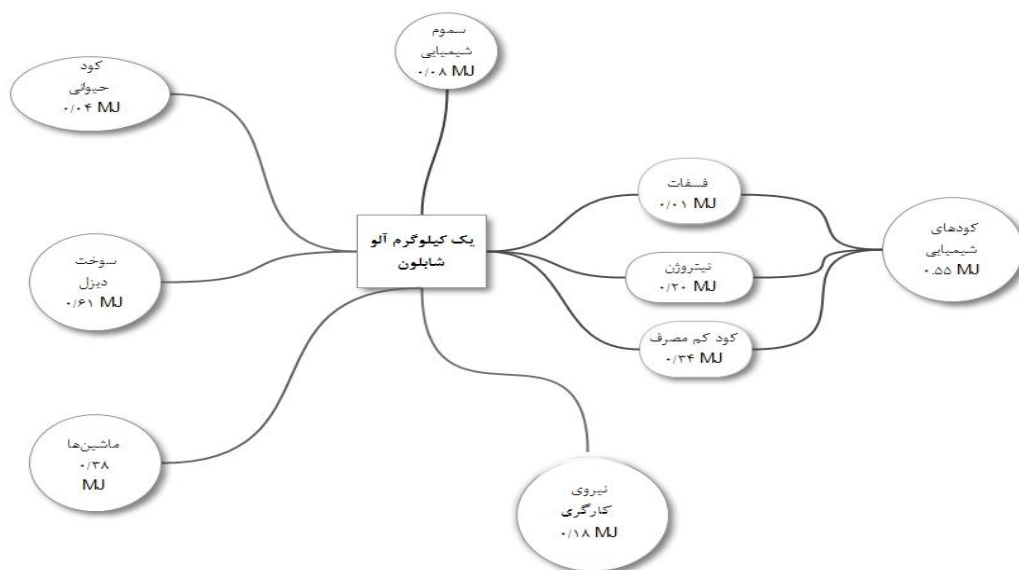 سموم
شیمیایی
۰/۰۸ MJ
کود
حیوانی
۰/۰۴ MJ
فسفات
۰/۰۱ MJ
کودهای
شیمیایی
۰.۵۵ MJ
یک کیلوگرم آلو
شابلون
سوخت
دیزل
۰/۶۱ MJ
نیتروژن
۰/۲۰ MJ
کود کم مصرف
۰/۳۴ MJ
ماشین‌ها
۰/۳۸
MJ
نیروی
کارگری
۰/۱۸ MJ